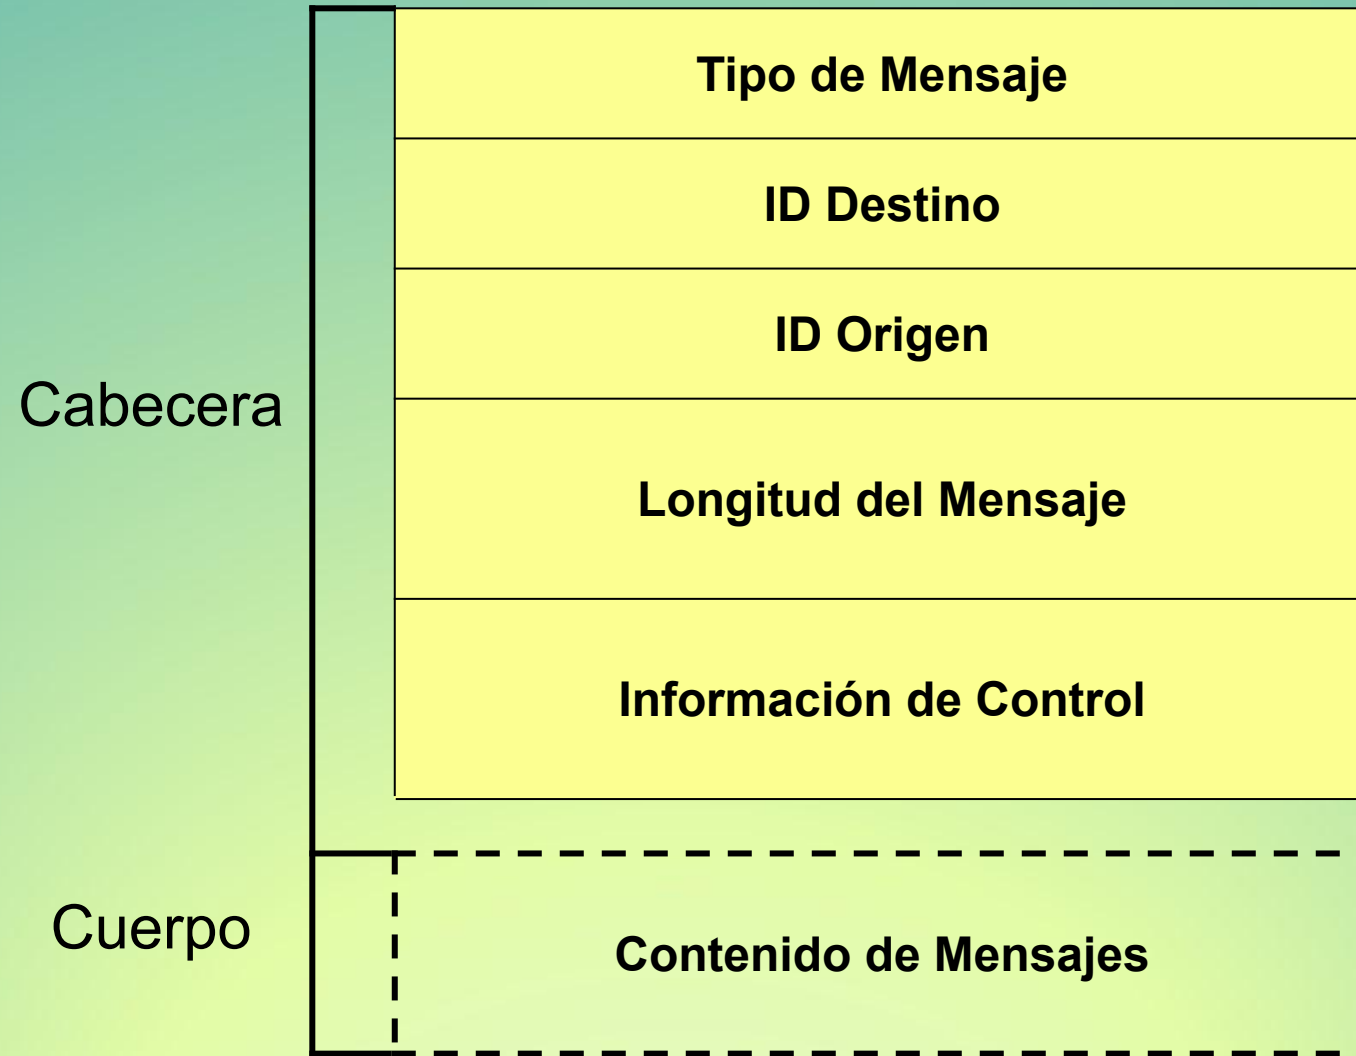 Tipo de Mensaje
ID Destino
ID Origen
Cabecera
Longitud del Mensaje
Información de Control
Cuerpo
Contenido de Mensajes